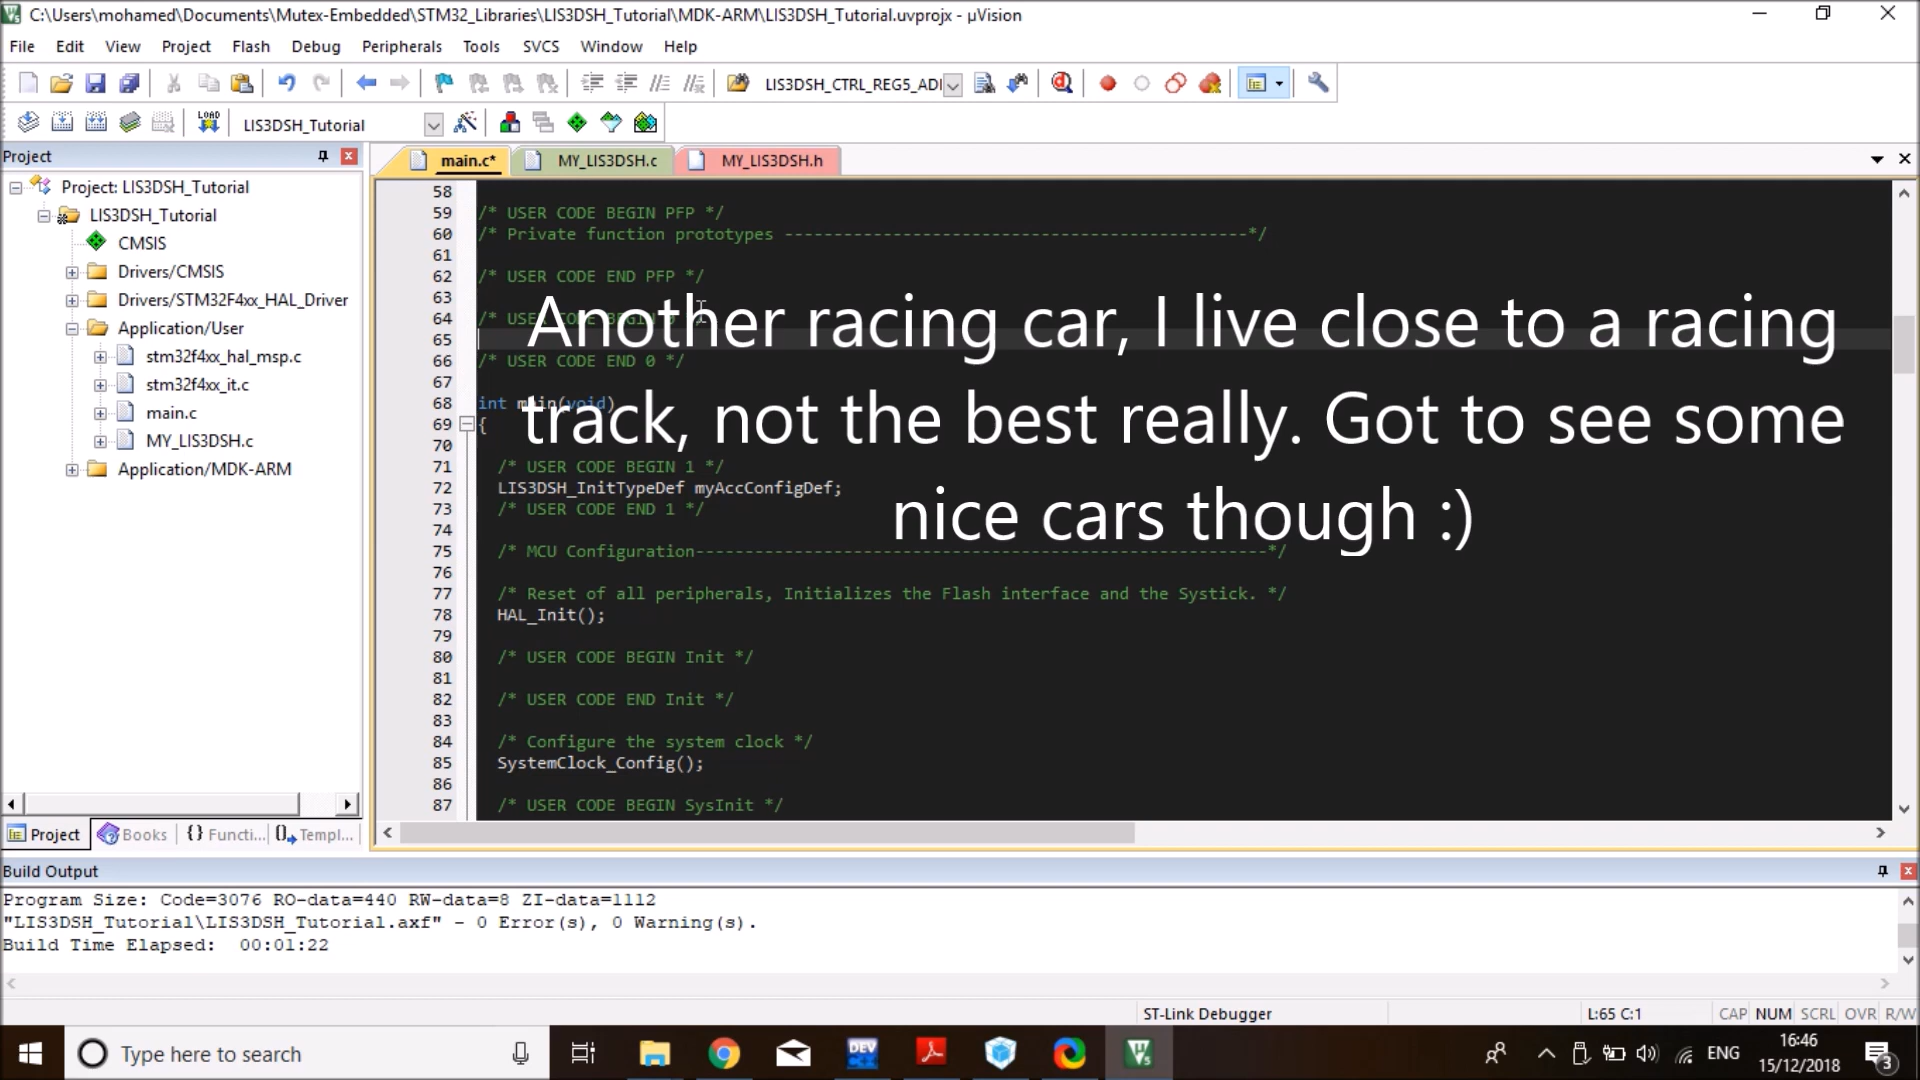 C:\Users\mohamed\Documents\Mutex-Embedded\STM32_Libraries\LIS3DSH_Tutorial\MDK-ARM\LIS3DSH_Tutorial.uvprojx - µVision
File Edit View Project Flash Debug Peripherals Tools SVCS Window Help
LIS3DSH_CTRL_REG5_ADI
LOAD LIS3DSH_Tutorial
Project
main.c* MY_LIS3DSH.c MY_LIS3DSH.h
Project: LIS3DSH_Tutorial
LIS3DSH_Tutorial
CMSIS
Drivers/CMSIS
Drivers/STM32F4xx_HAL_Driver
Application/User
stm32f4xx_hal_msp.c
stm32f4xx_it.c
main.c
MY_LIS3DSH.c
Application/MDK-ARM
Project Books {} Functi... Templ...
58
59 /* USER CODE BEGIN PFP */
60 /* Private function prototypes -----------------------------------------------*/
61
62 /* USER CODE END PFP */
63
64 /* USER CODE BEGIN 0 */
65
66 /* USER CODE END 0 */
67
68 int main(void)
69 {
70
71 /* USER CODE BEGIN 1 */
72 LIS3DSH_InitTypeDef myAccConfigDef;
73 /* USER CODE END 1 */
74
75 /* MCU Configuration----------------------------------------------------------*/
76
77 /* Reset of all peripherals, Initializes the Flash interface and the Systick. */
78 HAL_Init();
79
80 /* USER CODE BEGIN Init */
81
82 /* USER CODE END Init */
83
84 /* Configure the system clock */
85 SystemClock_Config();
86
87 /* USER CODE BEGIN SysInit */
Another racing car, I live close to a racing
track, not the best really. Got to see some
nice cars though :)
Build Output
Program Size: Code=3076 RO-data=440 RW-data=8 ZI-data=1112
"LIS3DSH_Tutorial\LIS3DSH_Tutorial.axf" - 0 Error(s), 0 Warning(s).
Build Time Elapsed:  00:01:22
ST-Link Debugger L:65 C:1 CAP NUM SCRL OVR R/W
Type here to search
DEV
ENG
16:46
15/12/2018
3